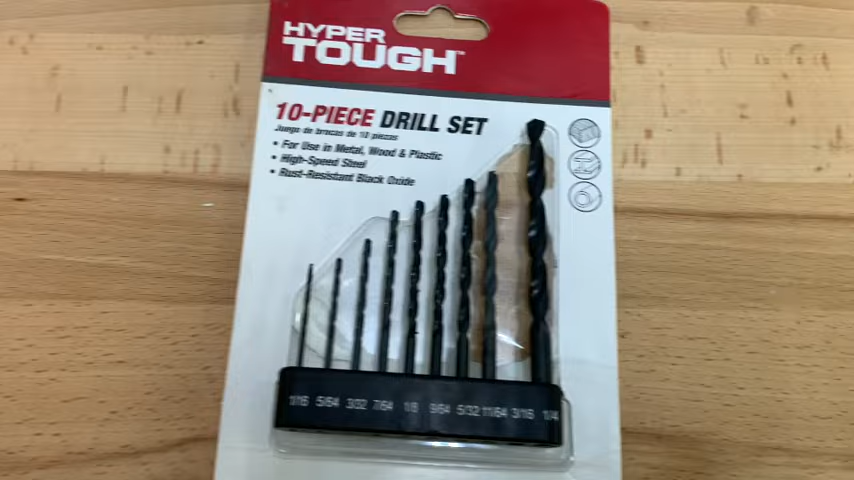 HYPER
TOUGH™
10-PIECE DRILL SET
Juego de brocas de 10 piezas
• For Use in Metal, Wood & Plastic
• High-Speed Steel
• Rust-Resistant Black Oxide
1/16 5/64 3/32 7/64 1/8 9/64 5/32 11/64 3/16 1/4